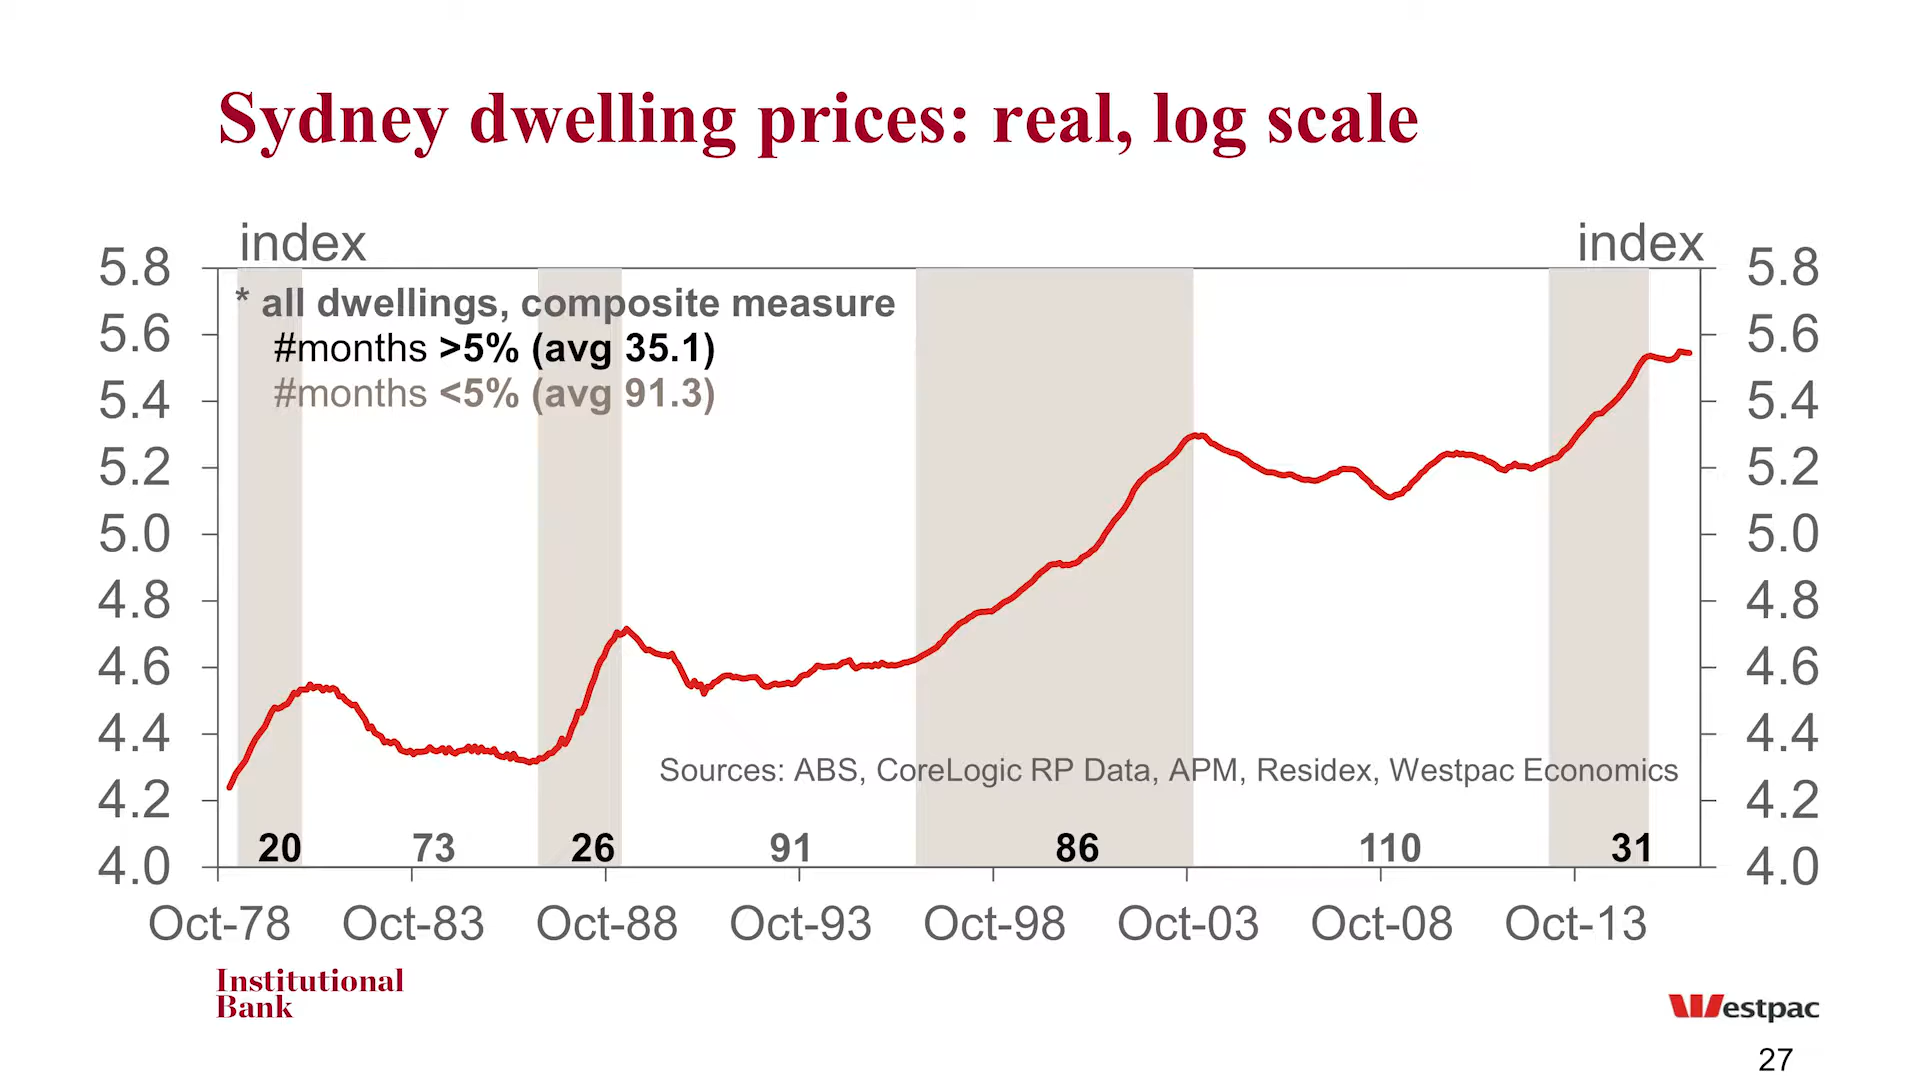 Sydney dwelling prices: real, log scale
index index
5.8 5.8
* all dwellings, composite measure
5.6 5.6
#months >5% (avg 35.1)
#months <5% (avg 91.3)
5.4 5.4
5.2 5.2
5.0 5.0
4.8 4.8
4.6 4.6
4.4 4.4
Sources: ABS, CoreLogic RP Data, APM, Residex, Westpac Economics
4.2 4.2
20 73 26 91 86 110 31
4.0 4.0
Oct-78 Oct-83 Oct-88 Oct-93 Oct-98 Oct-03 Oct-08 Oct-13
Institutional
Bank
Westpac
27